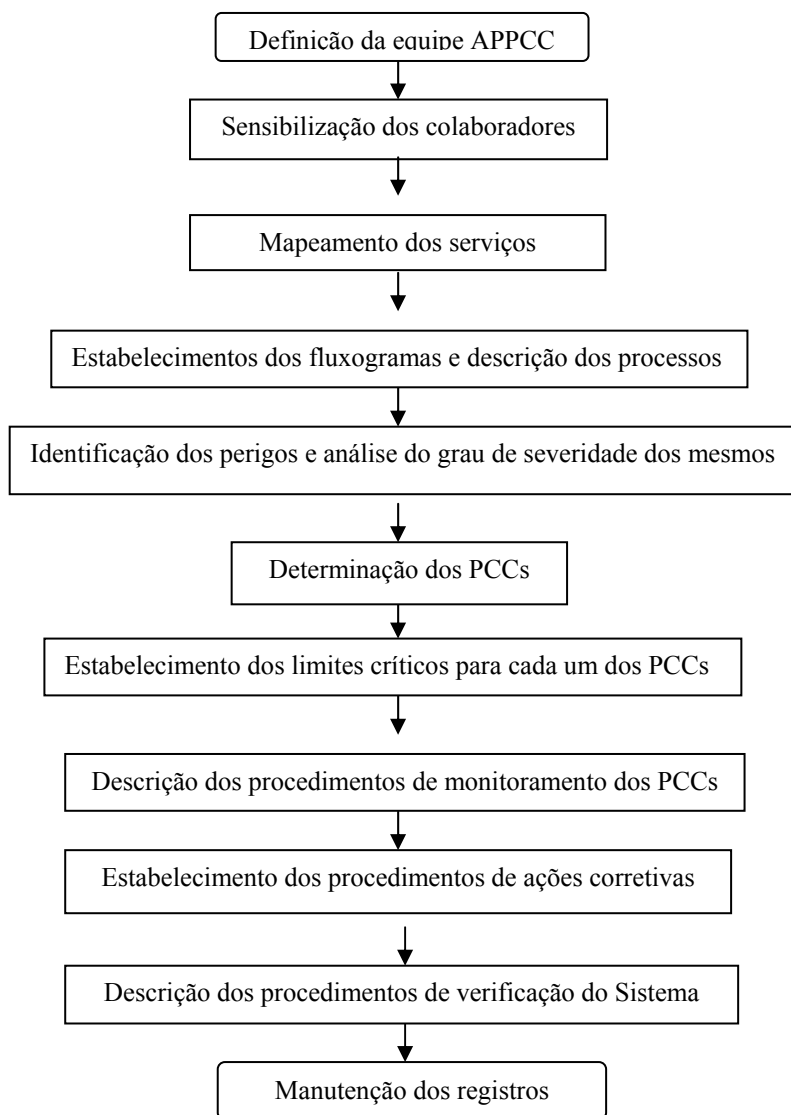 Definição da equipe APPCC
Sensibilização dos colaboradores
Mapeamento dos serviços
Estabelecimentos dos fluxogramas e descrição dos processos
Identificação dos perigos e análise do grau de severidade dos mesmos
Determinação dos PCCs
Estabelecimento dos limites críticos para cada um dos PCCs
Descrição dos procedimentos de monitoramento dos PCCs
Estabelecimento dos procedimentos de ações corretivas
Descrição dos procedimentos de verificação do Sistema
Manutenção dos registros